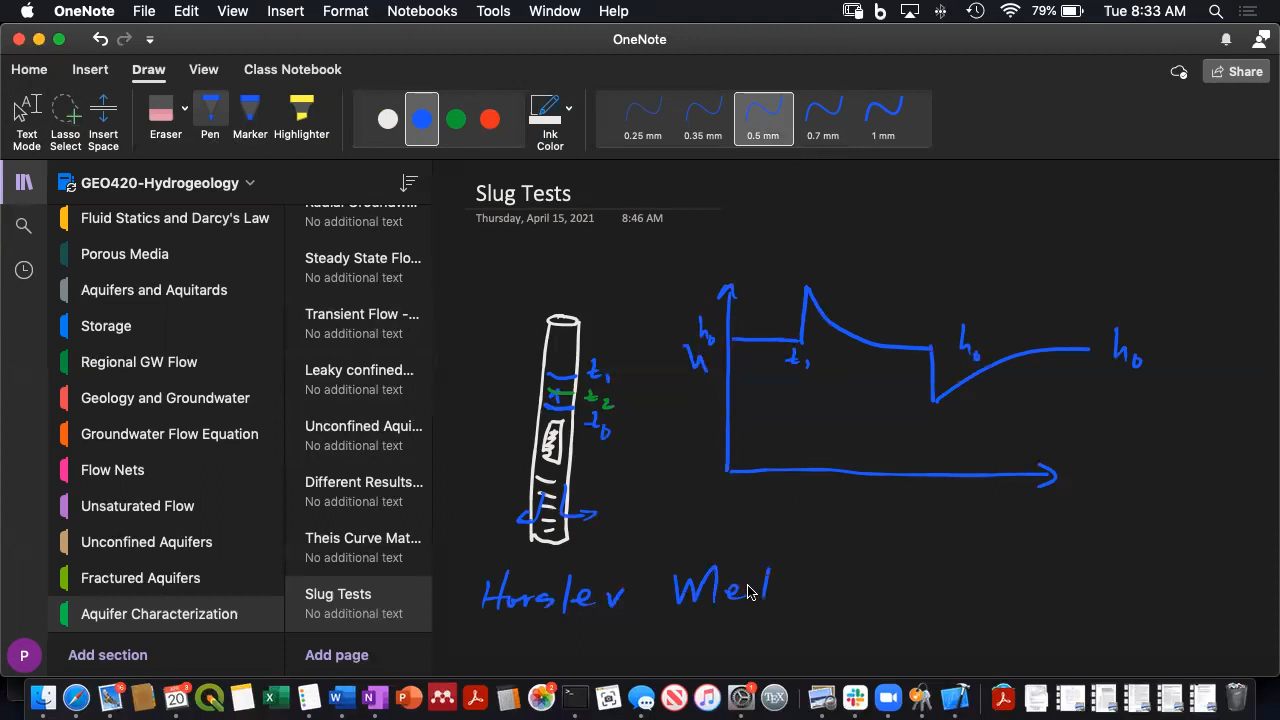 OneNote File Edit View Insert Format Notebooks Tools Window Help 79% Tue 8:33 AM
OneNote
Home Insert Draw View Class Notebook Share
Text Mode Lasso Select Insert Space Eraser Pen Marker Highlighter Ink Color 0.25 mm 0.35 mm 0.5 mm 0.7 mm 1 mm
GEO420-Hydrogeology
Fluid Statics and Darcy's Law
Porous Media
Aquifers and Aquitards
Storage
Regional GW Flow
Geology and Groundwater
Groundwater Flow Equation
Flow Nets
Unsaturated Flow
Unconfined Aquifers
Fractured Aquifers
Aquifer Characterization
Add section
No additional text
Steady State Flo...
No additional text
Transient Flow -...
No additional text
Leaky confined...
No additional text
Unconfined Aqui...
No additional text
Different Results...
No additional text
Theis Curve Mat...
No additional text
Slug Tests
No additional text
Add page
P
Slug Tests
Thursday, April 15, 2021 8:46 AM
t1
t2
t0
h0
h
t1
h0
h0
Horslev
20